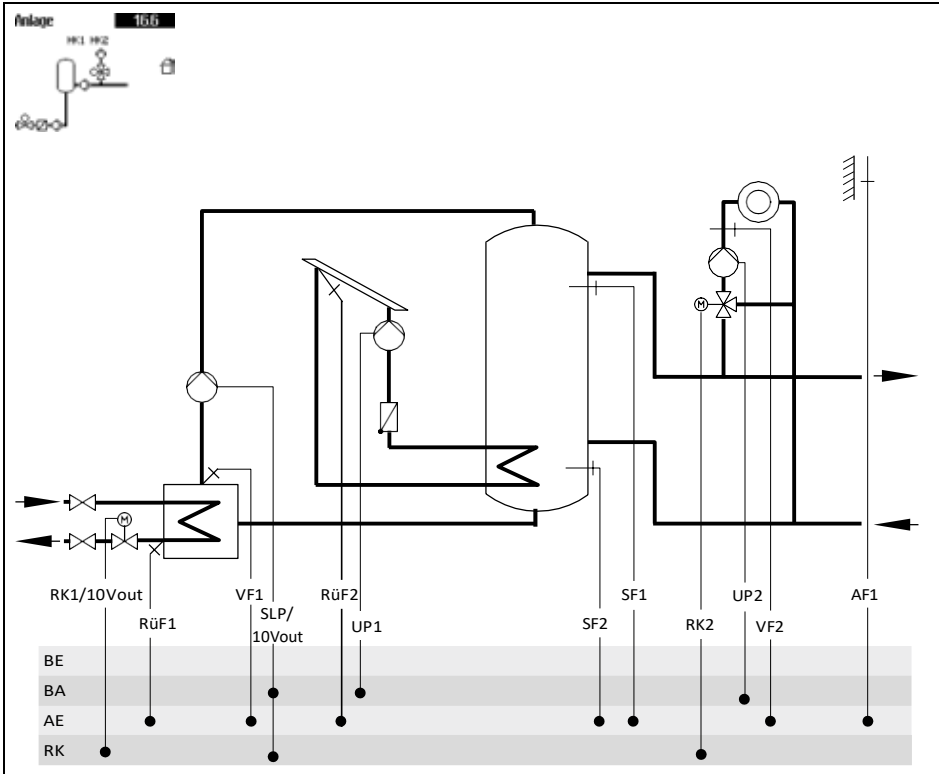 Anlage 16.6
HK1 HK2
M
M
RK1/10Vout
VF1
RüF2
SF1
UP2
AF1
RüF1
SLP/
10Vout
UP1
SF2
RK2
VF2
BE
BA
AE
RK